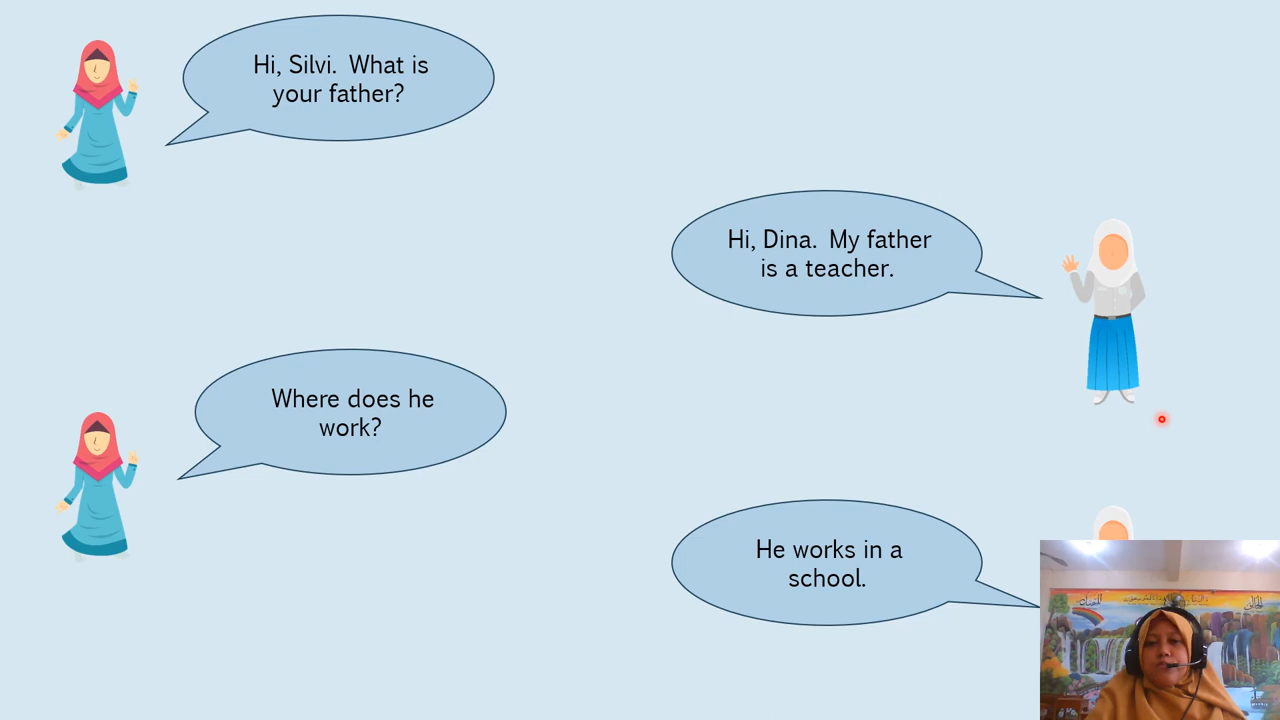 Hi, Silvi. What is
your father?
Hi, Dina. My father
is a teacher.
Where does he
work?
He works in a
school.